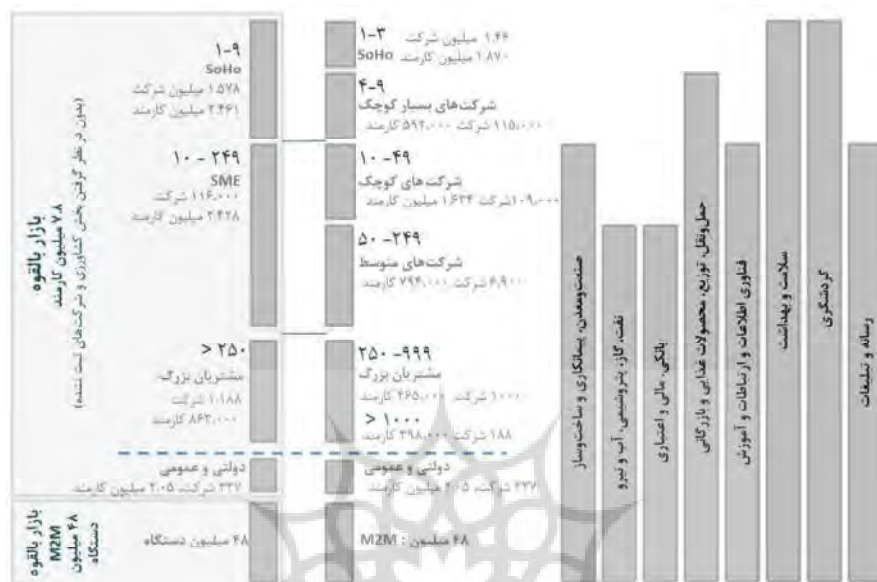 بازار بالقوه
۷.۸ میلیون کارمند
(بدون در نظر گرفتن بخش کشاورزی و شرکت‌های ثبت نشده)
۱-۹
SoHo
۱.۵۷۸ میلیون شرکت
۲.۴۶۱ میلیون کارمند
۱۰ - ۲۴۹
SME
۱۱۶،۰۰۰ شرکت
۲.۴۲۸ میلیون کارمند
> ۲۵۰
مشتریان بزرگ
۱.۱۸۸ شرکت
۸۶۳،۰۰۰ کارمند
دولتی و عمومی
۳۳۷ شرکت، ۲.۰۵ میلیون کارمند
بازار بالقوه
M2M
۴۸ میلیون
دستگاه
۴۸ میلیون دستگاه
۱-۳
۱.۴۶ میلیون شرکت
SoHo ۱.۸۷۰ میلیون کارمند
۴-۹
شرکت‌های بسیار کوچک
۱۱۵،۰۰۰ شرکت ۵۹۲،۰۰۰ کارمند
۱۰ -۴۹
شرکت‌های کوچک
۱۰۹،۰۰۰ شرکت ۱.۶۳۴ میلیون کارمند
۵۰ -۲۴۹
شرکت‌های متوسط
۶،۹۰۰ شرکت ۷۹۴،۰۰۰ کارمند
۲۵۰ -۹۹۹
مشتریان بزرگ
۱۰۰۰ شرکت ۴۶۵،۰۰۰ کارمند
> ۱۰۰۰
۱۸۸ شرکت ۳۹۸،۰۰۰ کارمند
دولتی و عمومی
۳۳۷ شرکت، ۲.۰۵ میلیون کارمند
M2M : ۴۸ میلیون
صنعت‌ومعدن، پیمانکاری و ساخت‌وساز
نفت، گاز، پتروشیمی، آب و نیرو
بانکی، مالی و اعتباری
حمل‌ونقل، توزیع، محصولات غذایی و بازرگانی
فناوری اطلاعات و ارتباطات و آموزش
سلامت و بهداشت
گردشگری
رسانه و تبلیغات